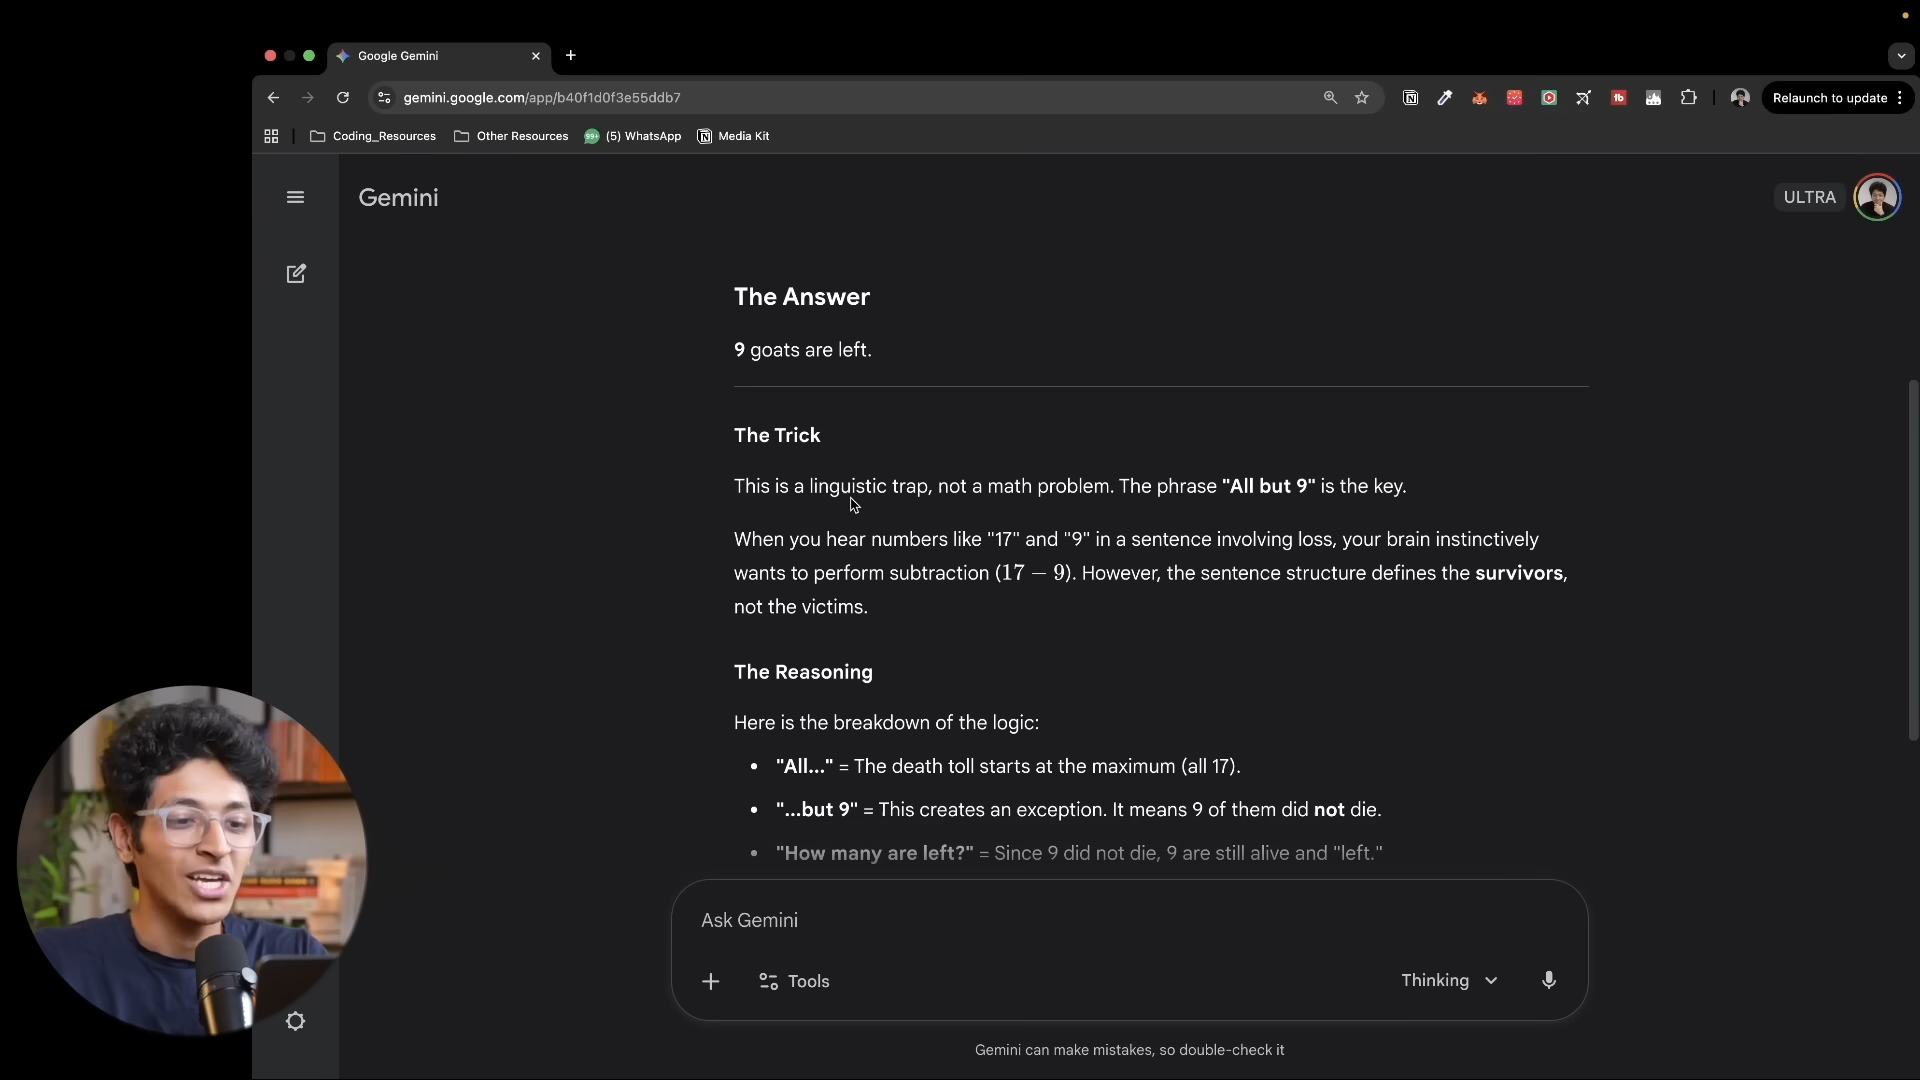 Google Gemini
gemini.google.com/app/b40f1d0f3e55ddb7
Relaunch to update
Coding_Resources
Other Resources
99+
(5) WhatsApp
Media Kit
Gemini
ULTRA
The Answer
9 goats are left.
The Trick
This is a linguistic trap, not a math problem. The phrase "All but 9" is the key.
When you hear numbers like "17" and "9" in a sentence involving loss, your brain instinctively
wants to perform subtraction (17 − 9). However, the sentence structure defines the survivors,
not the victims.
The Reasoning
Here is the breakdown of the logic:
• "All..." = The death toll starts at the maximum (all 17).
• "...but 9" = This creates an exception. It means 9 of them did not die.
• "How many are left?" = Since 9 did not die, 9 are still alive and "left."
Ask Gemini
Tools
Thinking
Gemini can make mistakes, so double-check it